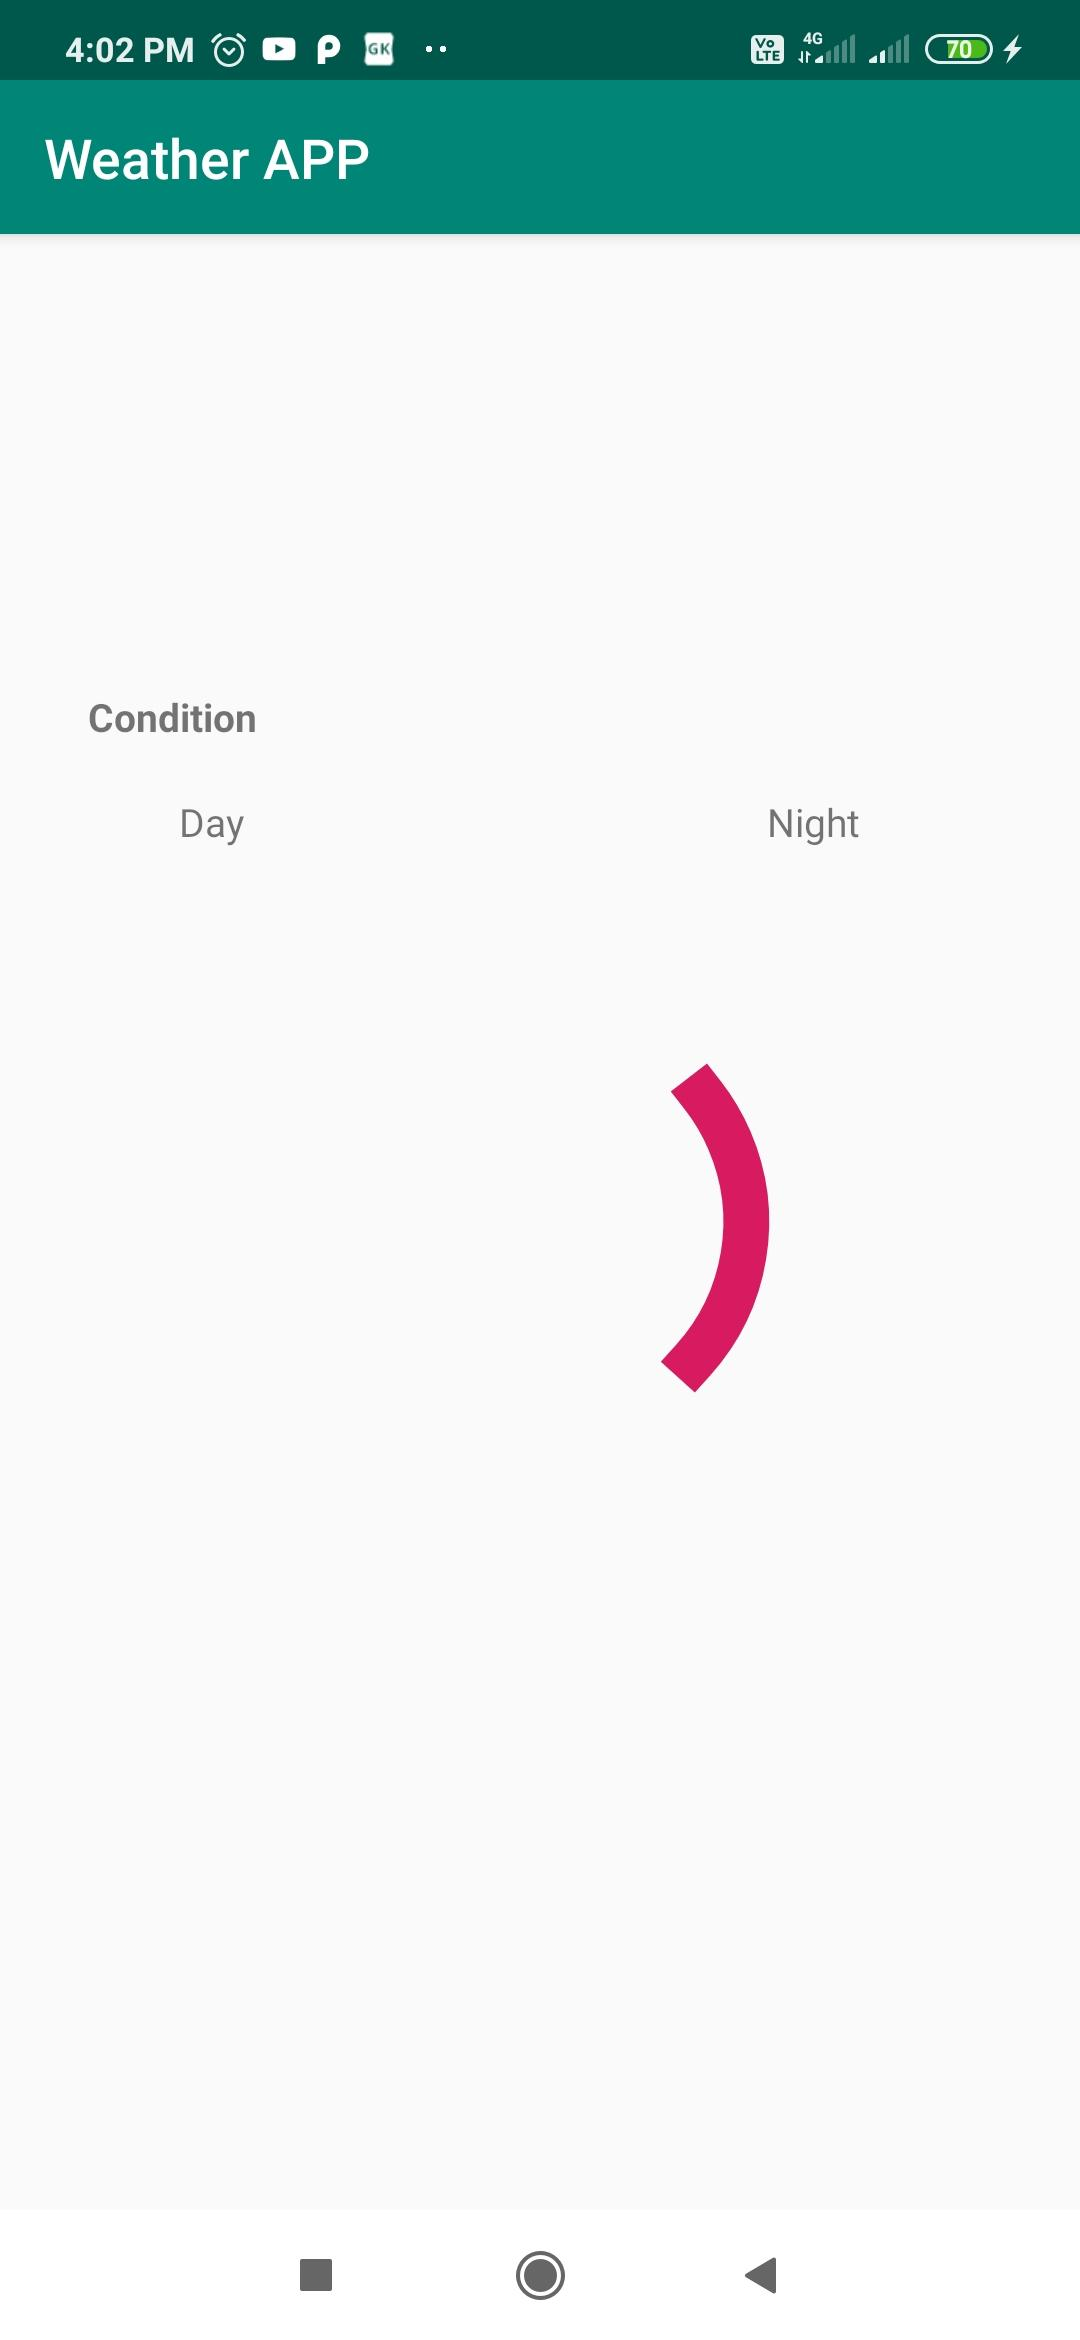 4:02 PM GK Vo LTE 4G 70
Weather APP
Condition
Day Night